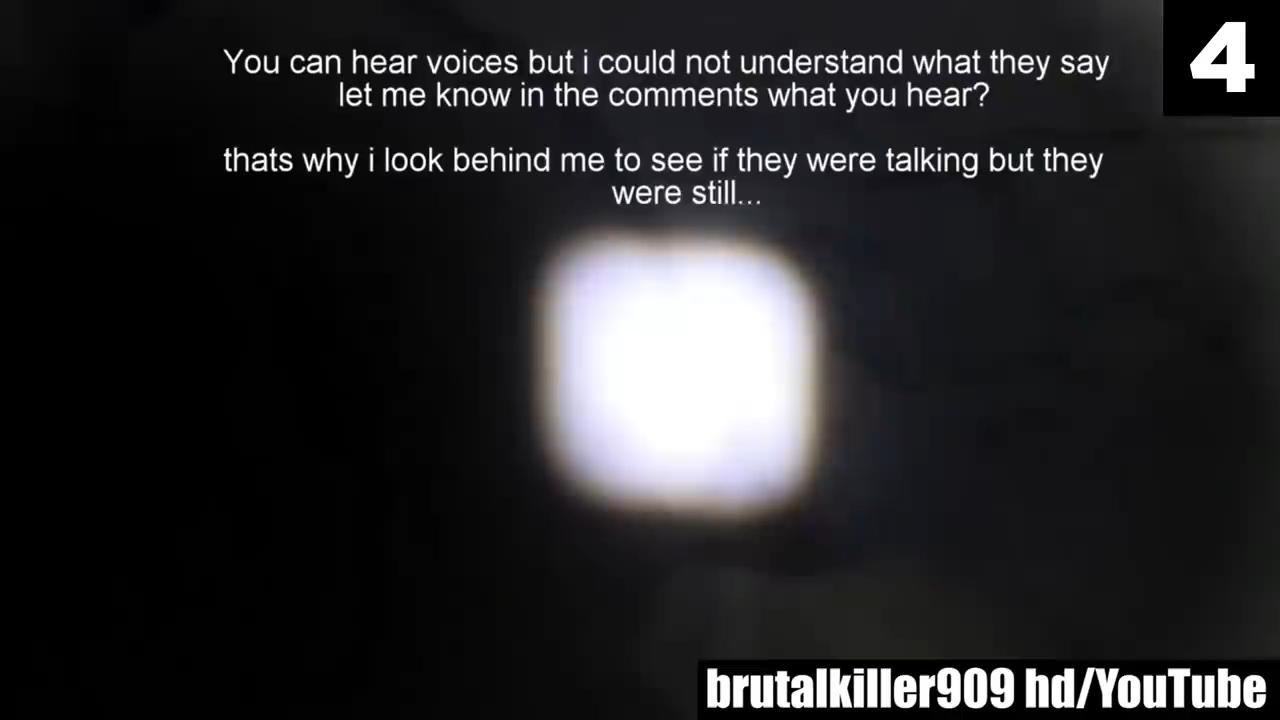 4
You can hear voices but i could not understand what they say
let me know in the comments what you hear?
thats why i look behind me to see if they were talking but they
were still...
brutalkiller909 hd/YouTube